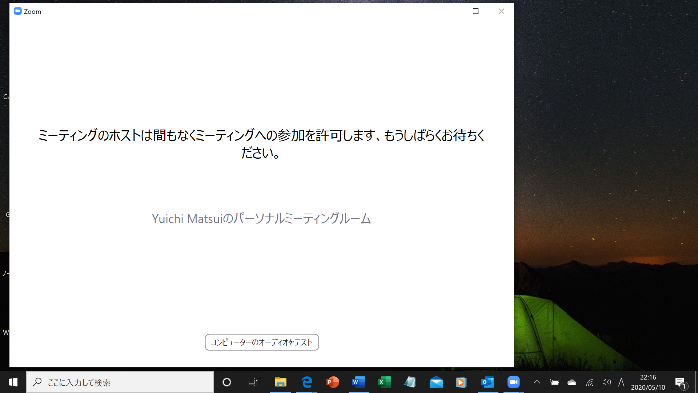 Zoom
ミーティングのホストは間もなくミーティングへの参加を許可します、もうしばらくお待ちく
ださい。
Yuichi Matsuiのパーソナルミーティングルーム
コンピューターのオーディオをテスト
ここに入力して検索
A
22:16
2020/05/10